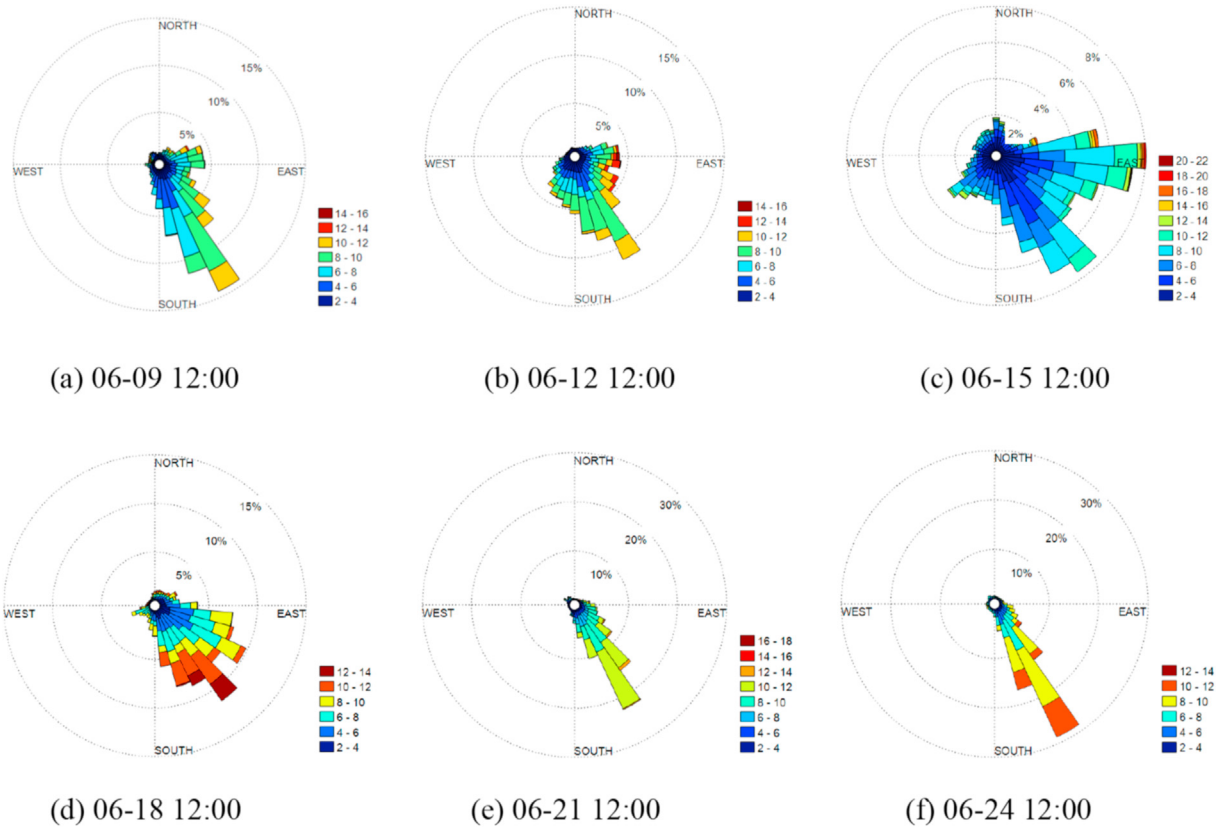 NORTH
15%
10%
5%
WEST
EAST
SOUTH
14 - 16
12 - 14
10 - 12
8 - 10
6 - 8
4 - 6
2 - 4
(a) 06-09 12:00
NORTH
15%
10%
5%
WEST
EAST
SOUTH
14 - 16
12 - 14
10 - 12
8 - 10
6 - 8
4 - 6
2 - 4
(b) 06-12 12:00
NORTH
8%
6%
4%
2%
WEST
EAST
SOUTH
20 - 22
18 - 20
16 - 18
14 - 16
12 - 14
10 - 12
8 - 10
6 - 8
4 - 6
2 - 4
(c) 06-15 12:00
NORTH
15%
10%
5%
WEST
EAST
SOUTH
12 - 14
10 - 12
8 - 10
6 - 8
4 - 6
2 - 4
(d) 06-18 12:00
NORTH
30%
20%
10%
WEST
EAST
SOUTH
16 - 18
14 - 16
12 - 14
10 - 12
8 - 10
6 - 8
4 - 6
2 - 4
(e) 06-21 12:00
NORTH
30%
20%
10%
WEST
EAST
SOUTH
12 - 14
10 - 12
8 - 10
6 - 8
4 - 6
2 - 4
(f) 06-24 12:00